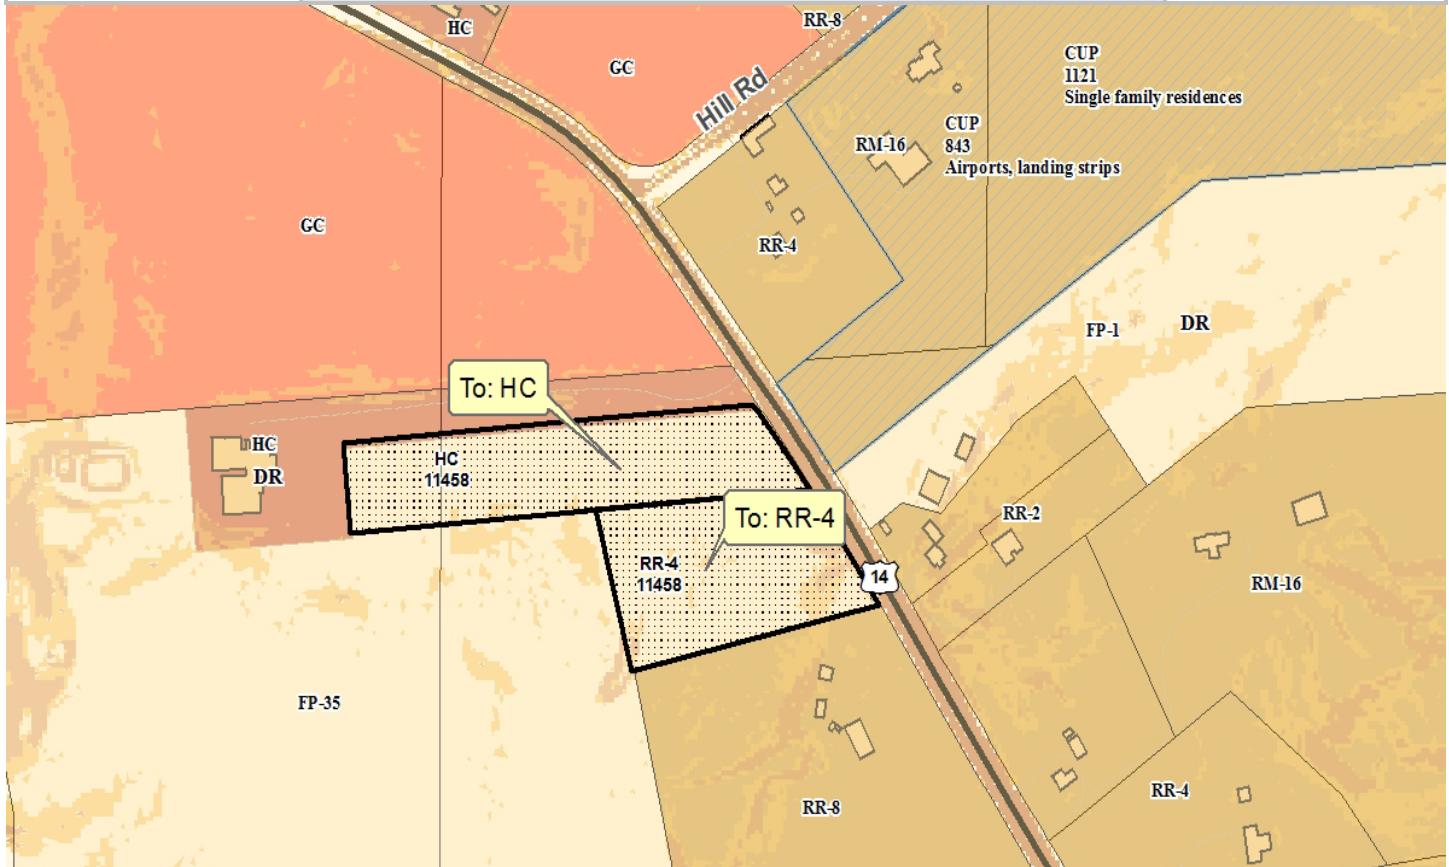 HC
RR-8
GC
CUP
1121
Single family residences
Hill Rd
CUP
843
Airports, landing strips
RM-16
GC
RR-4
FP-1
DR
To: HC
HC
DR
HC
11458
To: RR-4
RR-2
RR-4
11458
14
RM-16
FP-35
RR-8
RR-4